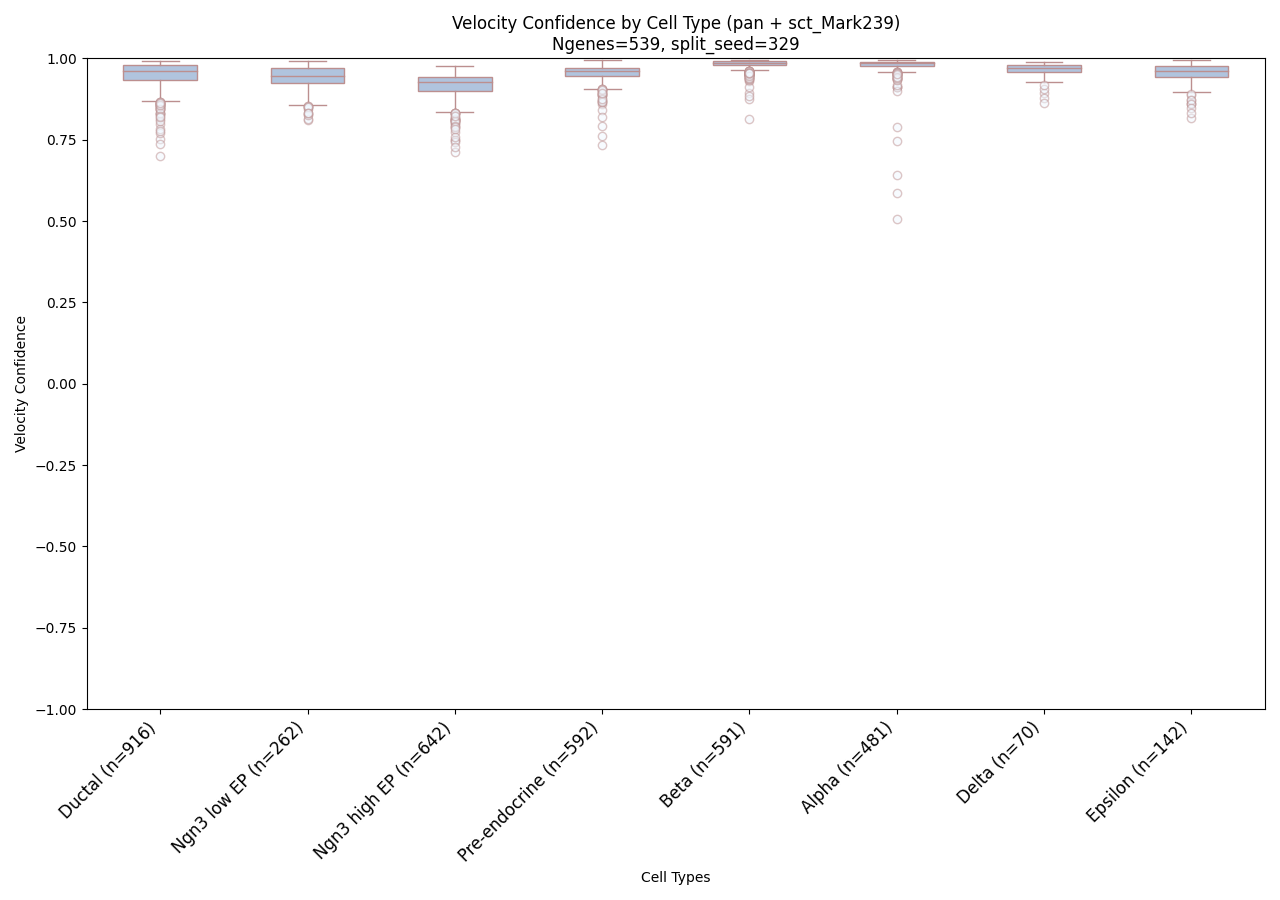 Velocity Confidence by Cell Type (pan + sct_Mark239)
Ngenes=539, split_seed=329
1.00
0.75
0.50
0.25
0.00
−0.25
−0.50
−0.75
−1.00
Velocity Confidence
Ductal (n=916)
Ngn3 low EP (n=262)
Ngn3 high EP (n=642)
Pre-endocrine (n=592)
Beta (n=591)
Alpha (n=481)
Delta (n=70)
Epsilon (n=142)
Cell Types